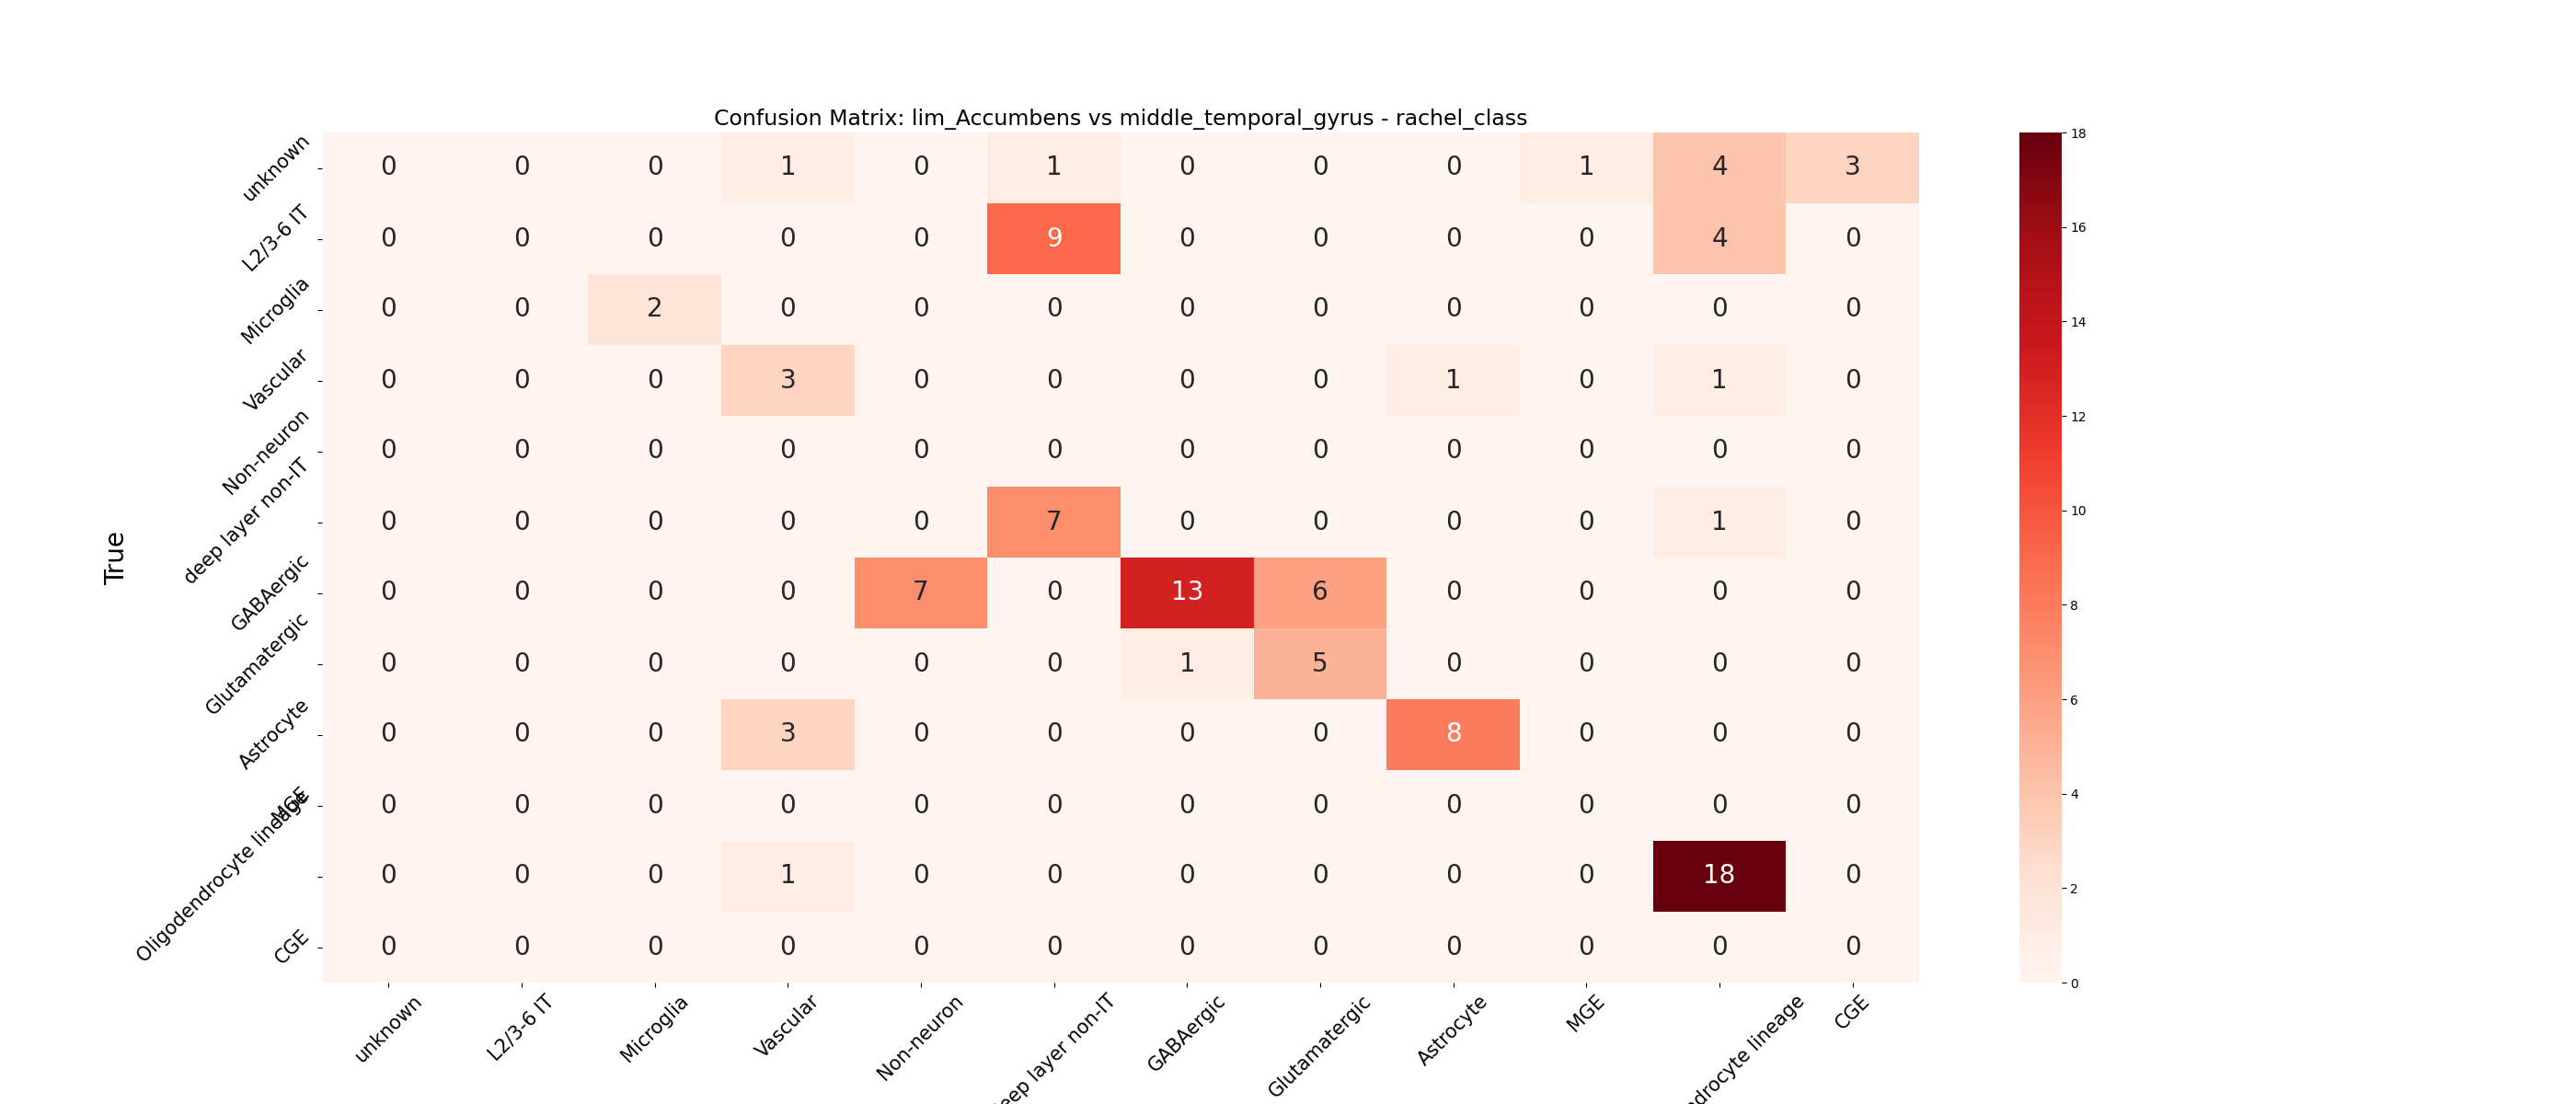 Confusion Matrix: lim_Accumbens vs middle_temporal_gyrus - rachel_class
True
unknown 0 0 0 1 0 1 0 0 0 1 4 3
L2/3-6 IT 0 0 0 0 0 9 0 0 0 0 4 0
Microglia 0 0 2 0 0 0 0 0 0 0 0 0
Vascular 0 0 0 3 0 0 0 0 1 0 1 0
Non-neuron 0 0 0 0 0 0 0 0 0 0 0 0
deep layer non-IT 0 0 0 0 0 7 0 0 0 0 1 0
GABAergic 0 0 0 0 7 0 13 6 0 0 0 0
Glutamatergic 0 0 0 0 0 0 1 5 0 0 0 0
Astrocyte 0 0 0 3 0 0 0 0 8 0 0 0
MGE 0 0 0 0 0 0 0 0 0 0 0 0
Oligodendrocyte lineage 0 0 0 1 0 0 0 0 0 0 18 0
CGE 0 0 0 0 0 0 0 0 0 0 0 0
unknown L2/3-6 IT Microglia Vascular Non-neuron eep layer non-IT GABAergic Glutamatergic Astrocyte MGE drocyte lineage CGE
18
16
14
12
10
8
6
4
2
0